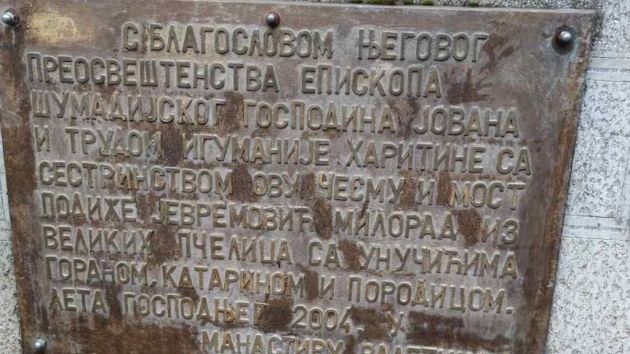 С БЛАГОСЛОВОМ ЊЕГОВОГ
ПРЕОСВЕШТЕНСТВА ЕПИСКОПА
ШУМАДИЈСКОГ ГОСПОДИНА ЈОВАНА
И ТРУДОМ ИГУМАНИЈЕ ХАРИТИНЕ СА
СЕСТРИНСТВОМ ОВУ ЧЕСМУ И МОСТ
ПОДИЖЕ ЈЕВРЕМОВИЋ МИЛОРАД ИЗ
ВЕЛИКИХ ПЧЕЛИЦА СА УНУЧИЋИМА
ГОРАНОМ, КАТАРИНОМ И ПОРОДИЦОМ.
ЛЕТА ГОСПОДЊЕГ 2004. У
МАНАСТИРУ